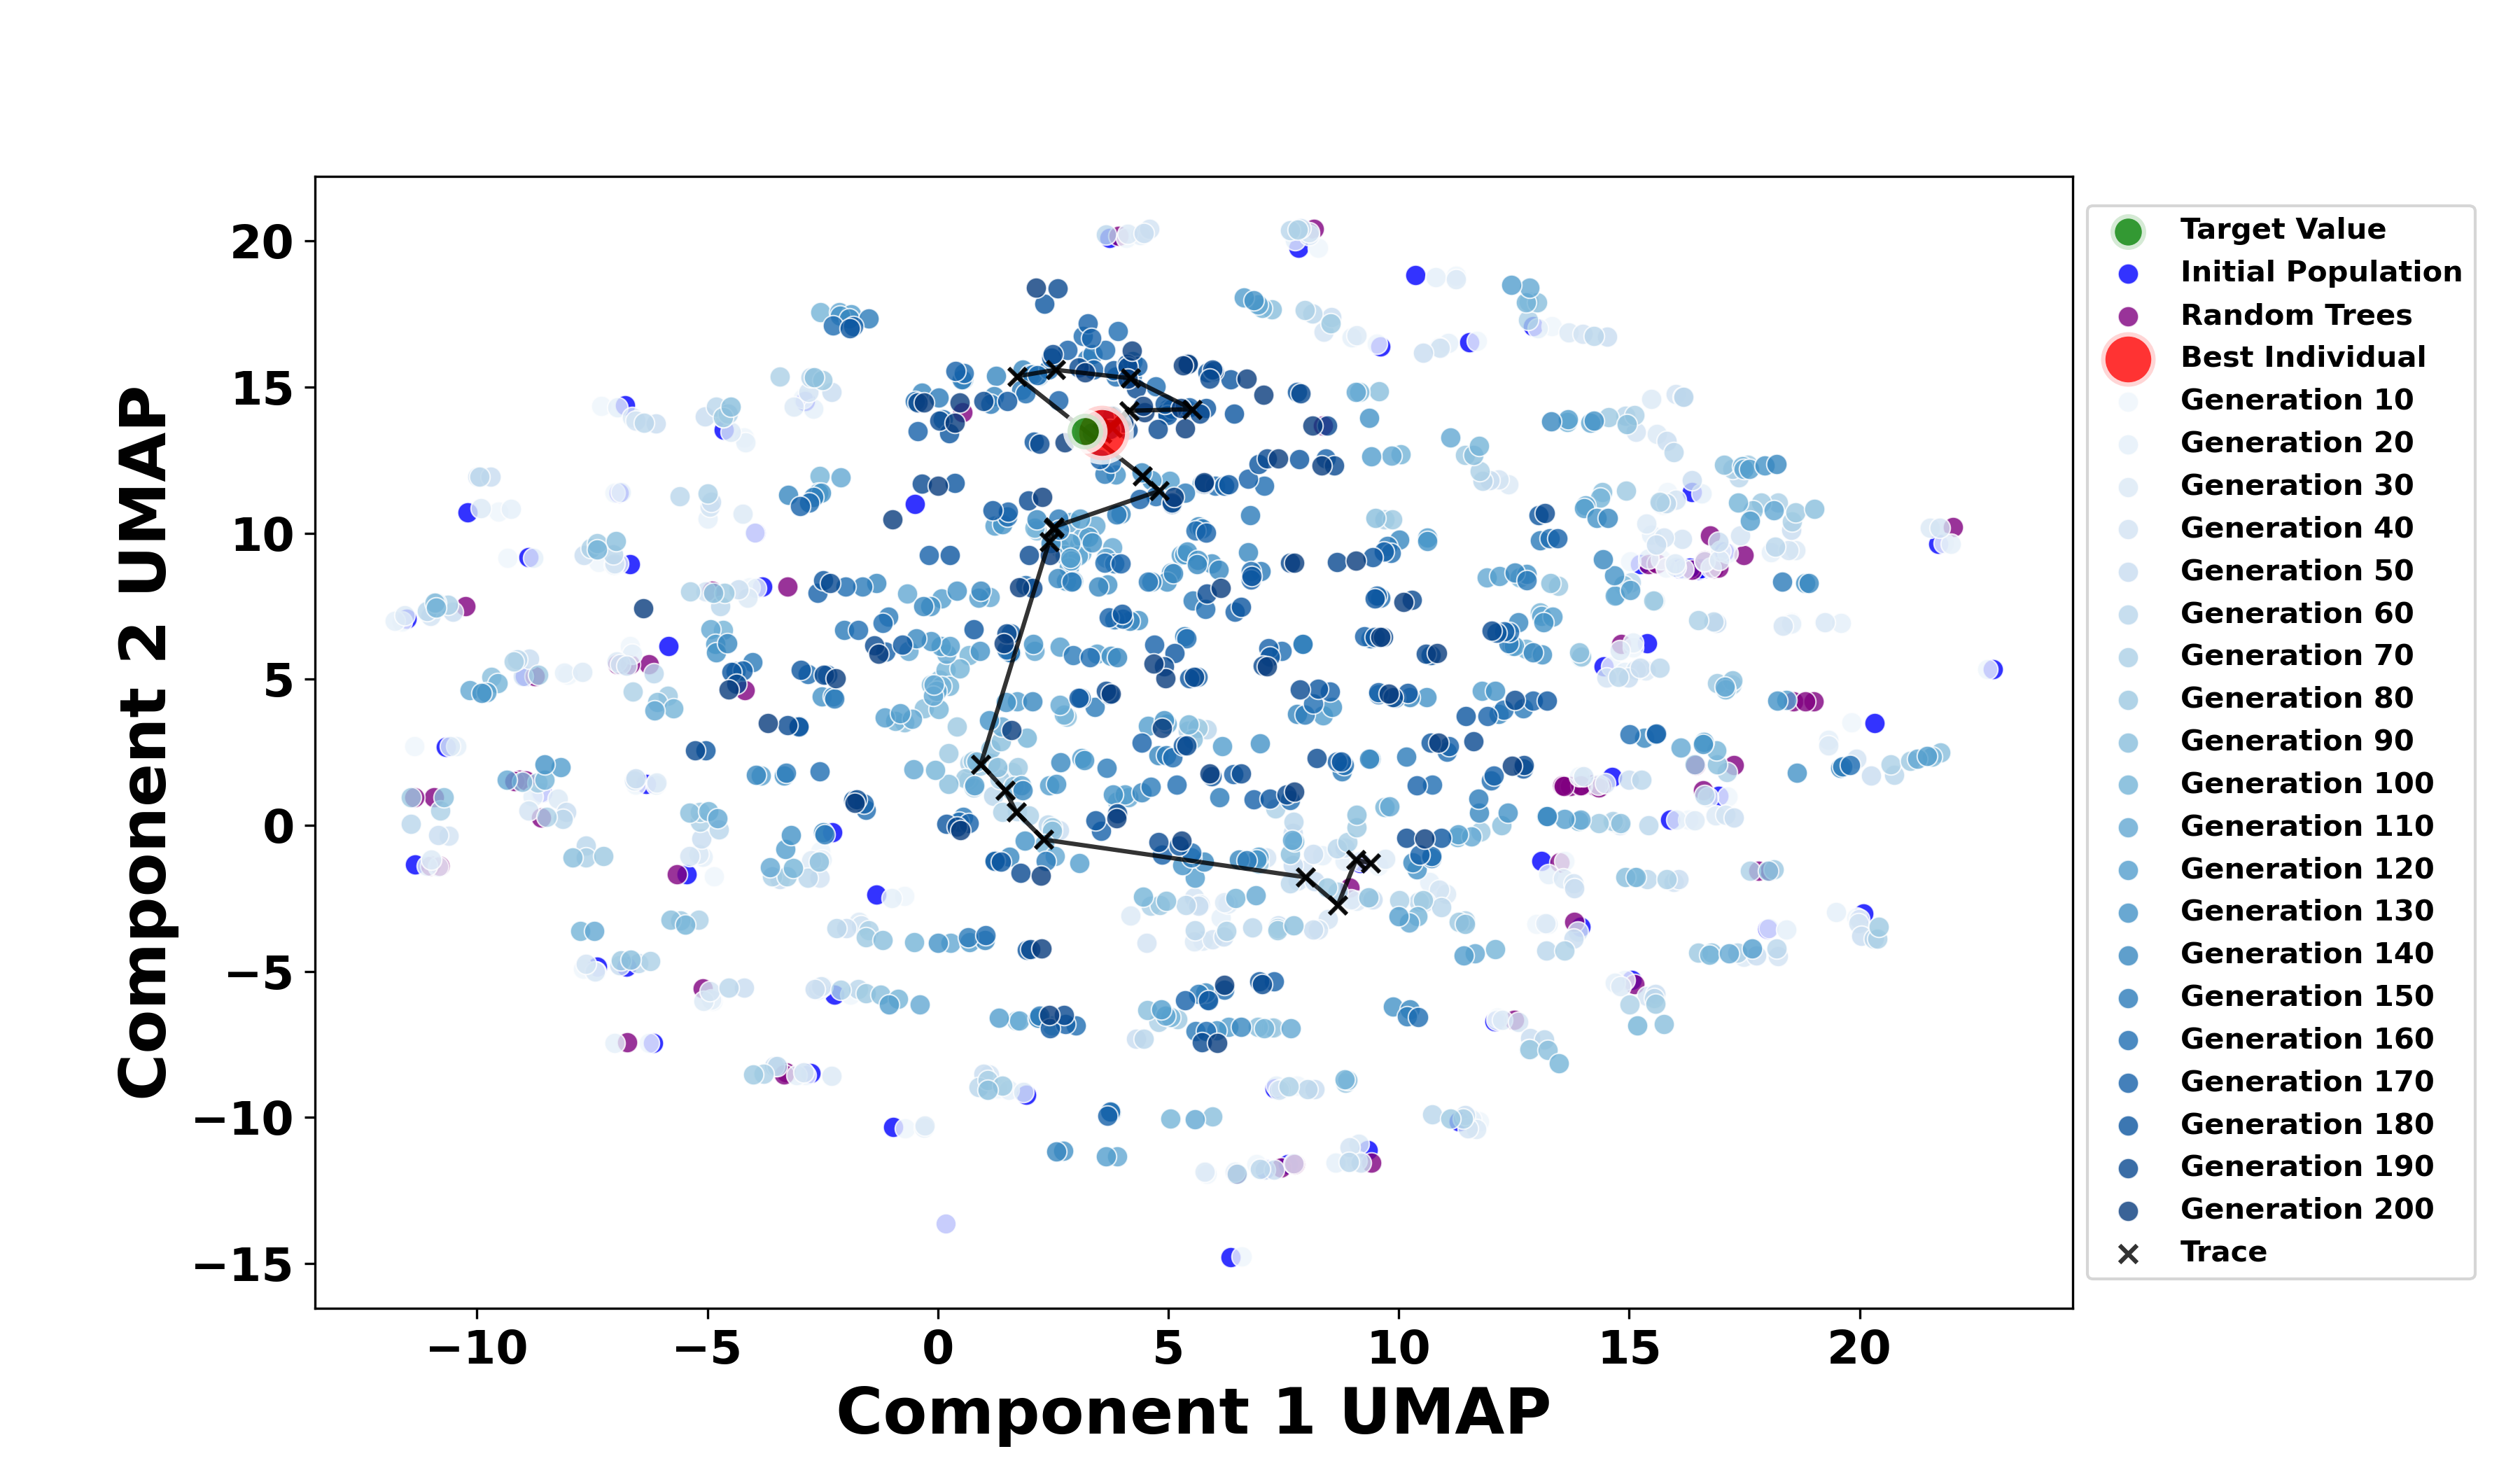 20
15
10
5
0
−5
−10
−15
Component 2 UMAP
−10 −5 0 5 10 15 20
Component 1 UMAP
Target Value
Initial Population
Random Trees
Best Individual
Generation 10
Generation 20
Generation 30
Generation 40
Generation 50
Generation 60
Generation 70
Generation 80
Generation 90
Generation 100
Generation 110
Generation 120
Generation 130
Generation 140
Generation 150
Generation 160
Generation 170
Generation 180
Generation 190
Generation 200
Trace